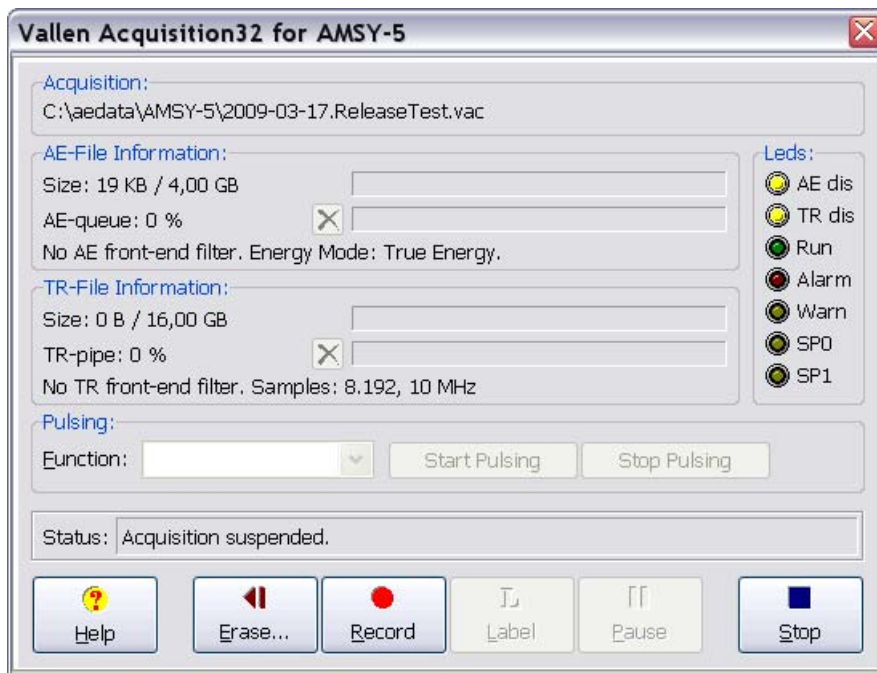 Vallen Acquisition32 for AMSY-5
Acquisition:
C:\aedata\AMSY-5\2009-03-17.ReleaseTest.vac
AE-File Information:
Size: 19 KB / 4,00 GB
AE-queue: 0 %
No AE front-end filter. Energy Mode: True Energy.
TR-File Information:
Size: 0 B / 16,00 GB
TR-pipe: 0 %
No TR front-end filter. Samples: 8.192, 10 MHz
Leds:
AE dis
TR dis
Run
Alarm
Warn
SP0
SP1
Pulsing:
Function:
Start Pulsing
Stop Pulsing
Status: Acquisition suspended.
Help
Erase...
Record
Label
Pause
Stop